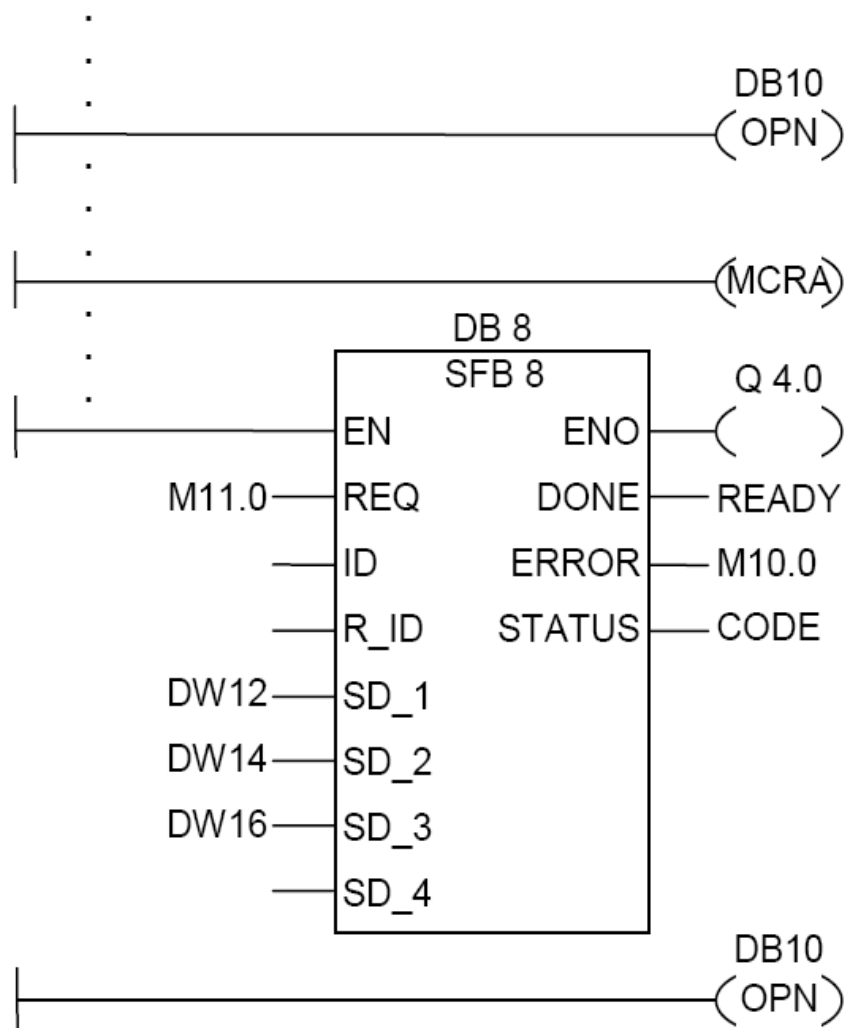 DB10
(OPN)
(MCRA)
DB 8
SFB 8
Q 4.0
EN ENO ( )
M11.0 REQ DONE READY
ID ERROR M10.0
R_ID STATUS CODE
DW12 SD_1
DW14 SD_2
DW16 SD_3
SD_4
DB10
(OPN)